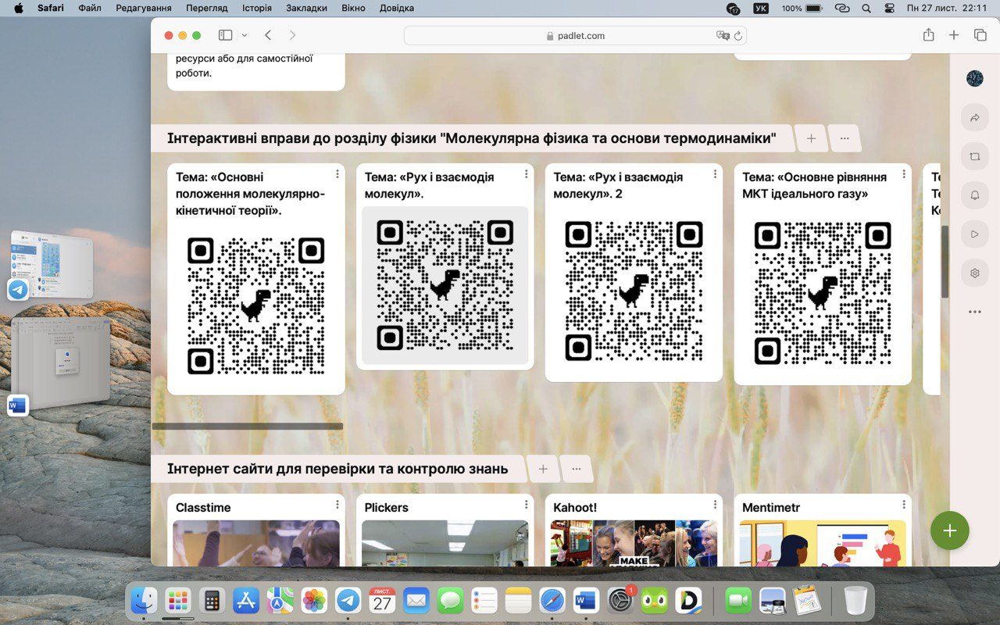 Safari Файл Редагування Перегляд Історія Закладки Вікно Довідка
17 УК 100% Пн 27 лист. 22:11
padlet.com
ресурси або для самостійної
роботи.
Інтерактивні вправи до розділу фізики "Молекулярна фізика та основи термодинаміки"
Тема: «Основні
положення молекулярно-
кінетичної теорії».
Тема: «Рух і взаємодія
молекул».
Тема: «Рух і взаємодія
молекул». 2
Тема: «Основне рівняння
МКТ ідеального газу»
Інтернет сайти для перевірки та контролю знань
Classtime
Plickers
Kahoot!
Mentimetr
MAKE
ЛИСТ.
27
W
1
D